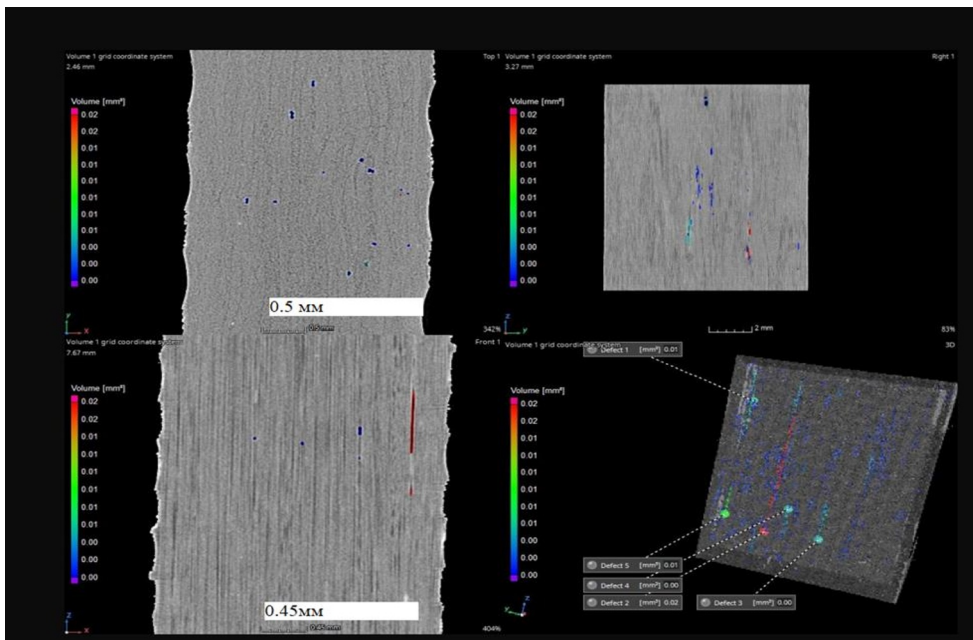 Volume 1 grid coordinate system
2.46 mm
Top 1
Volume [mm³]
0.02
0.02
0.01
0.01
0.01
0.01
0.01
0.00
0.00
0.00
0.5 мм
0.5 mm
y
x
342%
Volume 1 grid coordinate system
3.27 mm
Right 1
Volume [mm³]
0.02
0.02
0.01
0.01
0.01
0.01
0.01
0.00
0.00
0.00
2 mm
z
y
83%
Volume 1 grid coordinate system
7.67 mm
Front 1
Volume [mm³]
0.02
0.02
0.01
0.01
0.01
0.01
0.01
0.00
0.00
0.00
0.45мм
0.45 mm
z
x
404%
Volume 1 grid coordinate system
3D
Defect 1 [mm³] 0.01
Volume [mm³]
0.02
0.02
0.01
0.01
0.01
0.01
0.01
0.00
0.00
0.00
Defect 5 [mm³] 0.01
Defect 4 [mm³] 0.00
Defect 2 [mm³] 0.02
Defect 3 [mm³] 0.00
y
z